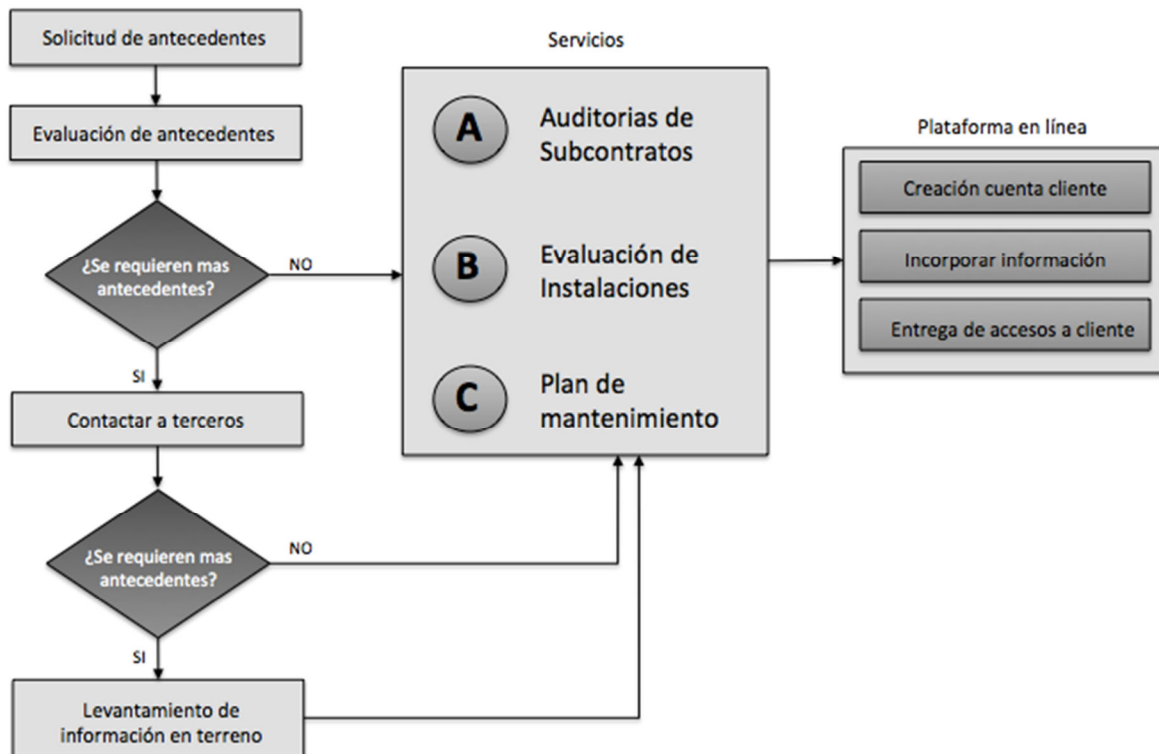 Solicitud de antecedentes
Evaluación de antecedentes
¿Se requieren mas
antecedentes?
NO
SI
Contactar a terceros
¿Se requieren mas
antecedentes?
NO
SI
Levantamiento de
información en terreno
Servicios
A
Auditorias de
Subcontratos
B
Evaluación de
Instalaciones
C
Plan de
mantenimiento
Plataforma en línea
Creación cuenta cliente
Incorporar información
Entrega de accesos a cliente